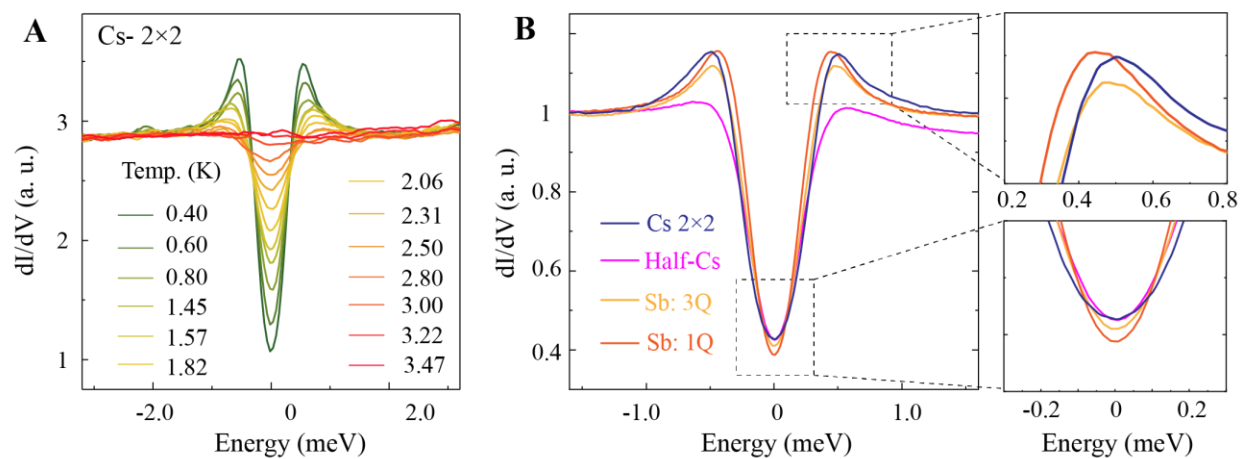 A
Cs- 2×2
dI/dV (a. u.)
3
2
1
Temp. (K)
0.40
0.60
0.80
1.45
1.57
1.82
2.06
2.31
2.50
2.80
3.00
3.22
3.47
-2.0
0
2.0
Energy (meV)
B
dI/dV (a. u.)
1
0.8
0.6
0.4
Cs 2×2
Half-Cs
Sb: 3Q
Sb: 1Q
-1.0
0
1.0
Energy (meV)
0.2
0.4
0.6
0.8
-0.2
0
0.2
Energy (meV)